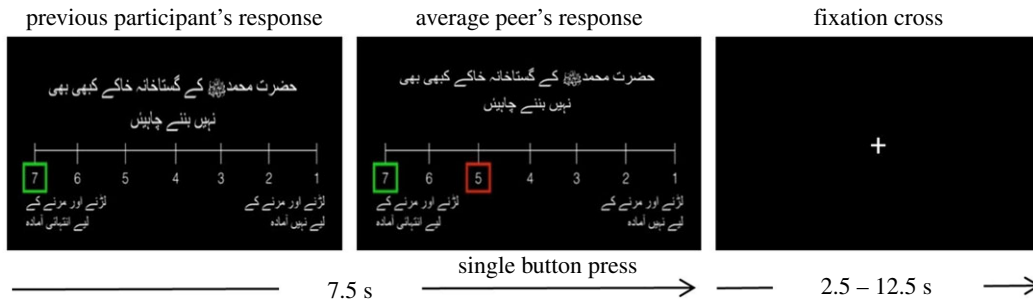 previous participant's response
average peer's response
fixation cross
حضرت محمدﷺ کے گستاخانہ خاکے کبھی بھی
نہیں بننے چاہیئں
7 6 5 4 3 2 1
لڑنے اور مرنے کے
لیے انتہائی آمادہ
لڑنے اور مرنے کے
لیے نہیں آمادہ
حضرت محمدﷺ کے گستاخانہ خاکے کبھی بھی
نہیں بننے چاہیئں
7 6 5 4 3 2 1
لڑنے اور مرنے کے
لیے انتہائی آمادہ
لڑنے اور مرنے کے
لیے نہیں آمادہ
+
single button press
7.5 s
2.5 – 12.5 s